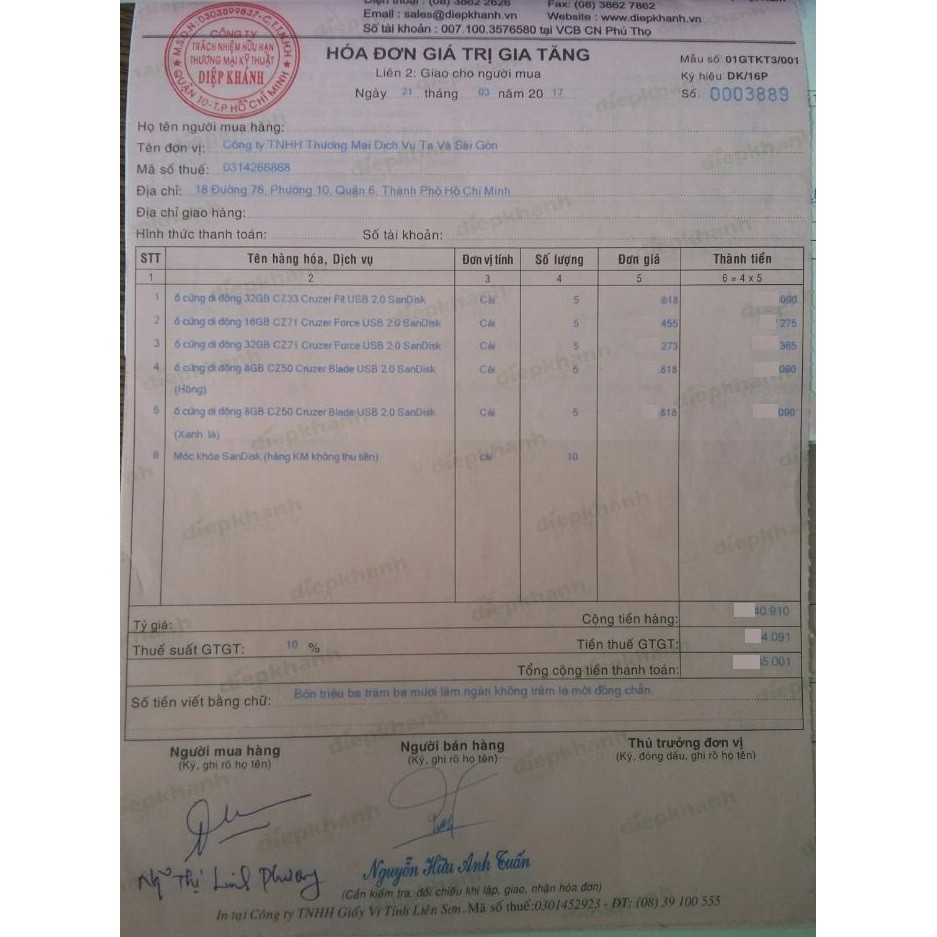 Điện thoại : (08) 3862 2626 Fax: (08) 3862 7862
Email : sales@diepkhanh.vn Website : www.diepkhanh.vn
Số tài khoản : 007.100.3576580 tại VCB CN Phú Thọ
M.S.D.N:0303899837-C.T.T.N.H.H
CÔNG TY
TRÁCH NHIỆM HỮU HẠN
THƯƠNG MẠI KỸ THUẬT
DIỆP KHÁNH
QUẬN 10-T.P HỒ CHÍ MINH
HÓA ĐƠN GIÁ TRỊ GIA TĂNG
Liên 2: Giao cho người mua
Ngày 21 tháng 03 năm 20 17
Mẫu số: 01GTKT3/001
Ký hiệu: DK/16P
Số 0003889
Họ tên người mua hàng:
Tên đơn vị: Công ty TNHH Thương Mại Dịch Vụ Ta Và Sài Gòn
Mã số thuế: 0314266868
Địa chỉ: 18 Đường 76, Phường 10, Quận 6, Thành Phố Hồ Chí Minh
Địa chỉ giao hàng:
Hình thức thanh toán: Số tài khoản:
STT Tên hàng hóa, Dịch vụ Đơn vị tính Số lượng Đơn giá Thành tiền
1 2 3 4 5 6 = 4 x 5
1 ổ cứng di động 32GB CZ33 Cruzer Fit USB 2.0 SanDisk Cái 5 818 090
2 ổ cứng di động 16GB CZ71 Cruzer Force USB 2.0 SanDisk Cái 5 455 275
3 ổ cứng di động 32GB CZ71 Cruzer Force USB 2.0 SanDisk Cái 5 273 365
4 ổ cứng di động 8GB CZ50 Cruzer Blade USB 2.0 SanDisk Cái 5 .818 090
(Hồng)
5 ổ cứng di động 8GB CZ50 Cruzer Blade USB 2.0 SanDisk Cái 5 .818 090
(Xanh lá)
6 Móc khóa SanDisk (hàng KM không thu tiền) cái 10
Cộng tiền hàng: 40.910
Tỷ giá:
Thuế suất GTGT: 10 % Tiền thuế GTGT: 4.091
Tổng cộng tiền thanh toán: 5.001
Số tiền viết bằng chữ: Bốn triệu ba trăm ba mươi lăm ngàn không trăm lẻ một đồng chẵn
Người mua hàng Người bán hàng Thủ trưởng đơn vị
(Ký, ghi rõ họ tên) (Ký, ghi rõ họ tên) (Ký, đóng dấu, ghi rõ họ tên)
Thị Linh Phương Nguyễn Hữu Anh Tuấn
(Cần kiểm tra, đối chiếu khi lập, giao, nhận hóa đơn)
In tại Công ty TNHH Giấy Vi Tính Liên Sơn. Mã số thuế:0301452923 - ĐT: (08) 39 100 555